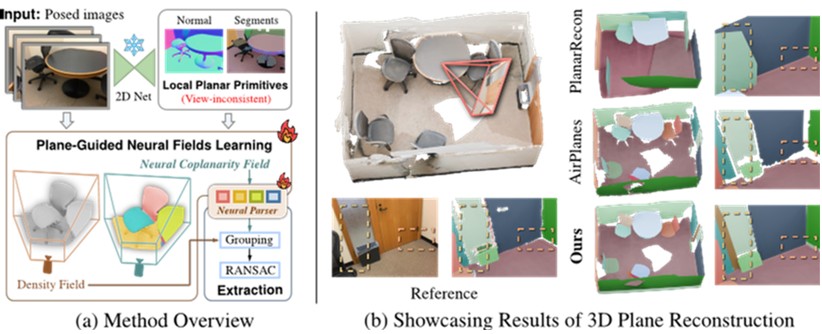 Input: Posed images
2D Net
Normal
Segments
Local Planar Primitives
(View-inconsistent)
Plane-Guided Neural Fields Learning
Neural Coplanarity Field
Neural Parser
Grouping
RANSAC
Extraction
Density Field
(a) Method Overview
Reference
PlanarRecon
AirPlanes
Ours
(b) Showcasing Results of 3D Plane Reconstruction